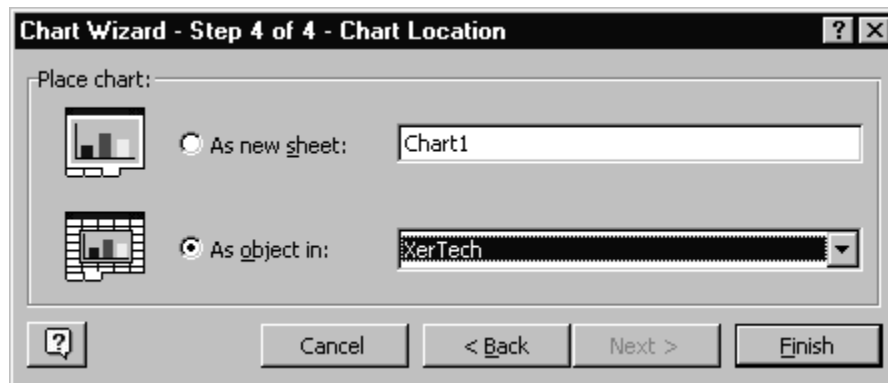 Chart Wizard - Step 4 of 4 - Chart Location
Place chart:
As new sheet: Chart1
As object in: XerTech
Cancel < Back Next > Finish